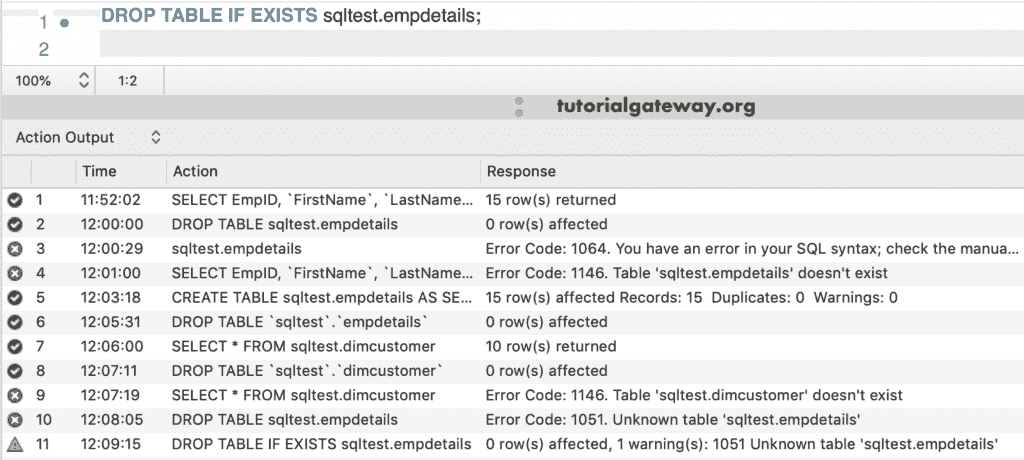 1 DROP TABLE IF EXISTS sqltest.empdetails;
2
100% 1:2
tutorialgateway.org
Action Output
Time Action Response
1 11:52:02 SELECT EmpID, `FirstName`, `LastName... 15 row(s) returned
2 12:00:00 DROP TABLE sqltest.empdetails 0 row(s) affected
3 12:00:29 sqltest.empdetails Error Code: 1064. You have an error in your SQL syntax; check the manua...
4 12:01:00 SELECT EmpID, `FirstName`, `LastName... Error Code: 1146. Table 'sqltest.empdetails' doesn't exist
5 12:03:18 CREATE TABLE sqltest.empdetails AS SE... 15 row(s) affected Records: 15  Duplicates: 0  Warnings: 0
6 12:05:31 DROP TABLE `sqltest`.`empdetails` 0 row(s) affected
7 12:06:00 SELECT * FROM sqltest.dimcustomer 10 row(s) returned
8 12:07:11 DROP TABLE `sqltest`.`dimcustomer` 0 row(s) affected
9 12:07:19 SELECT * FROM sqltest.dimcustomer Error Code: 1146. Table 'sqltest.dimcustomer' doesn't exist
10 12:08:05 DROP TABLE sqltest.empdetails Error Code: 1051. Unknown table 'sqltest.empdetails'
11 12:09:15 DROP TABLE IF EXISTS sqltest.empdetails 0 row(s) affected, 1 warning(s): 1051 Unknown table 'sqltest.empdetails'